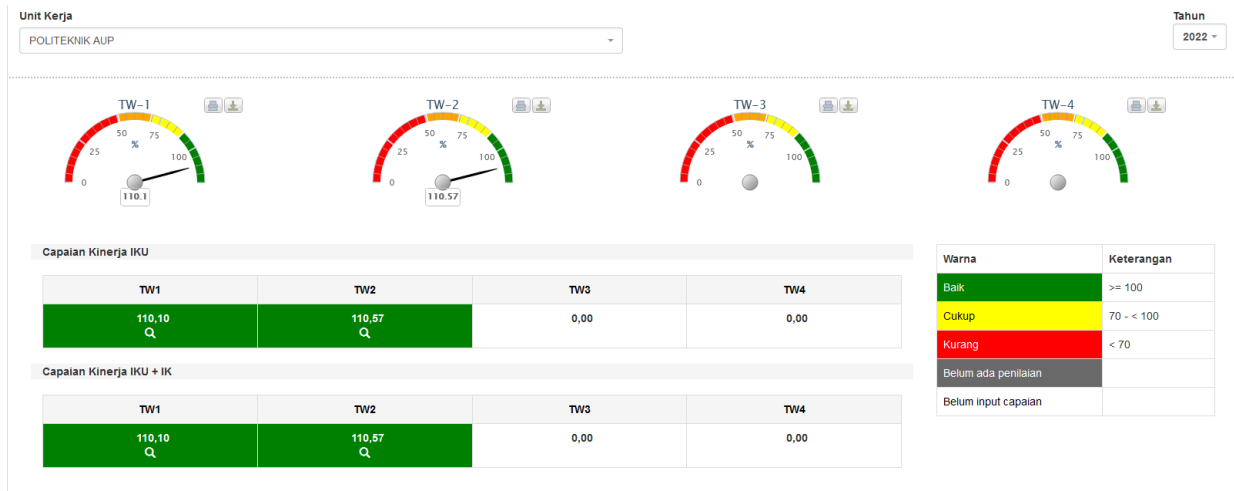 Unit Kerja
Tahun
POLITEKNIK AUP
2022
TW-1
TW-2
TW-3
TW-4
0 25 50 75 100
%
110.1
0 25 50 75 100
%
110.57
0 25 50 75 100
%
0 25 50 75 100
%
Capaian Kinerja IKU
TW1 TW2 TW3 TW4
110,10 110,57 0,00 0,00
Capaian Kinerja IKU + IK
TW1 TW2 TW3 TW4
110,10 110,57 0,00 0,00
Warna Keterangan
Baik >= 100
Cukup 70 - < 100
Kurang < 70
Belum ada penilaian
Belum input capaian